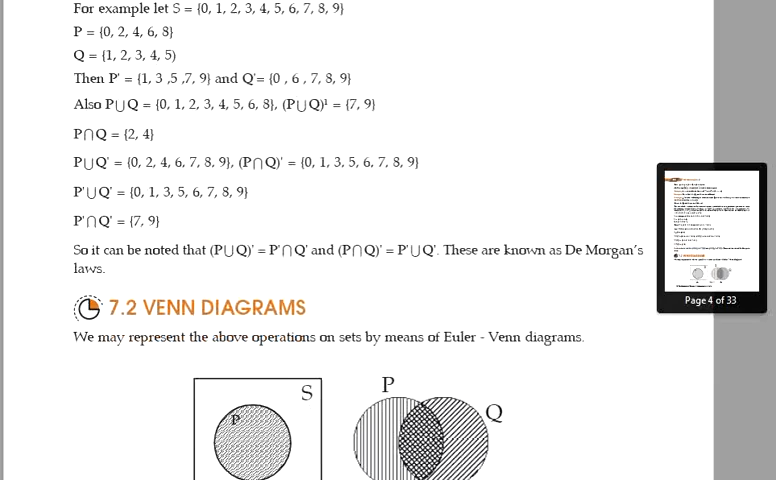 For example let S = {0, 1, 2, 3, 4, 5, 6, 7, 8, 9}
P = {0, 2, 4, 6, 8}
Q = {1, 2, 3, 4, 5)
Then P' = {1, 3 ,5 ,7, 9} and Q'= {0 , 6 , 7, 8, 9}
Also P⋃Q = {0, 1, 2, 3, 4, 5, 6, 8}, (P⋃Q)¹ = {7, 9}
P⋂Q = {2, 4}
P⋃Q' = {0, 2, 4, 6, 7, 8, 9}, (P⋂Q)' = {0, 1, 3, 5, 6, 7, 8, 9}
P'⋃Q' = {0, 1, 3, 5, 6, 7, 8, 9}
P'⋂Q' = {7, 9}
So it can be noted that (P⋃Q)' = P'⋂Q' and (P⋂Q)' = P'⋃Q'. These are known as De Morgan's
laws.
7.2 VENN DIAGRAMS
We may represent the above operations on sets by means of Euler - Venn diagrams.
S
P
P
Q
Page 4 of 33